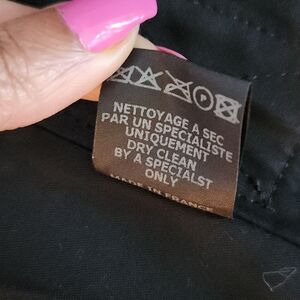 P
NETTOYAGE A SEC
PAR UN SPECIALISTE
UNIQUEMENT
DRY CLEAN
BY A SPECIALST
ONLY
MADE IN FRANCE